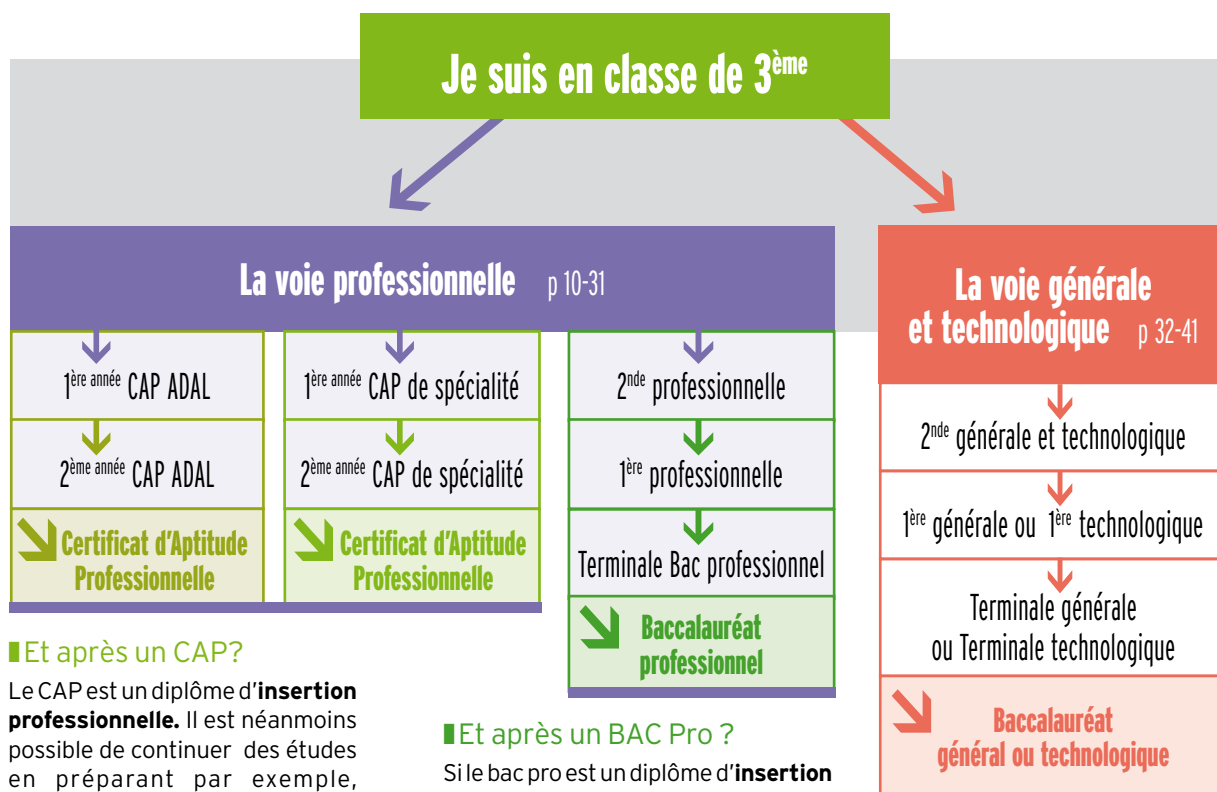 Je suis en classe de 3ème
La voie professionnelle p 10-31
1ère année CAP ADAL
2ème année CAP ADAL
Certificat d'Aptitude
Professionnelle
1ère année CAP de spécialité
2ème année CAP de spécialité
Certificat d'Aptitude
Professionnelle
2nde professionnelle
1ère professionnelle
Terminale Bac professionnel
Baccalauréat
professionnel
La voie générale
et technologique p 32-41
2nde générale et technologique
1ère générale ou 1ère technologique
Terminale générale
ou Terminale technologique
Baccalauréat
général ou technologique
Et après un CAP?
Le CAP est un diplôme d'insertion
professionnelle. Il est néanmoins
possible de continuer des études
en préparant par exemple,
Et après un BAC Pro ?
Si le bac pro est un diplôme d'insertion